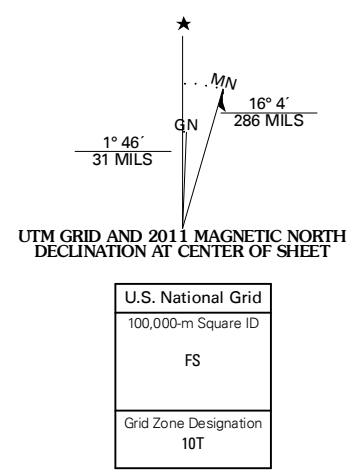 MN
16° 4´
286 MILS
GN
1° 46´
31 MILS
UTM GRID AND 2011 MAGNETIC NORTH
DECLINATION AT CENTER OF SHEET
U.S. National Grid
100,000-m Square ID
FS
Grid Zone Designation
10T